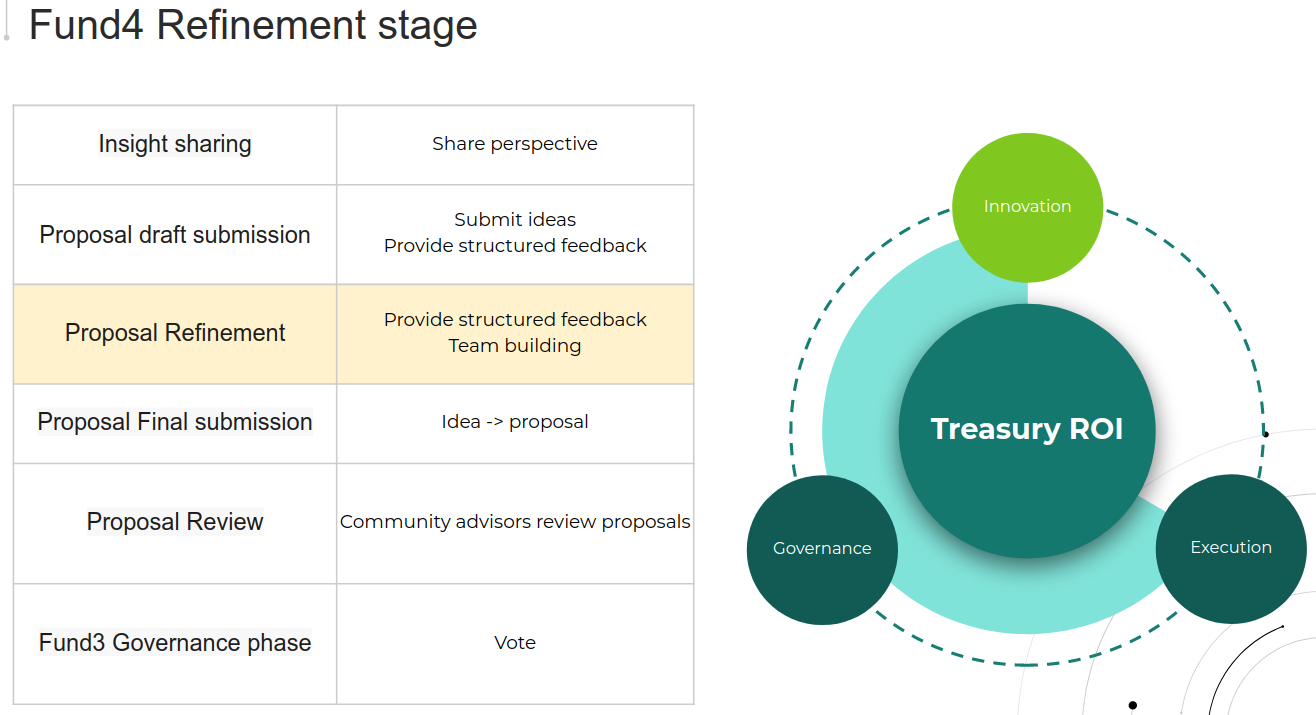 Fund4 Refinement stage
Insight sharing
Share perspective
Proposal draft submission
Submit ideas
Provide structured feedback
Proposal Refinement
Provide structured feedback
Team building
Proposal Final submission
Idea -> proposal
Proposal Review
Community advisors review proposals
Fund3 Governance phase
Vote
Innovation
Treasury ROI
Governance
Execution